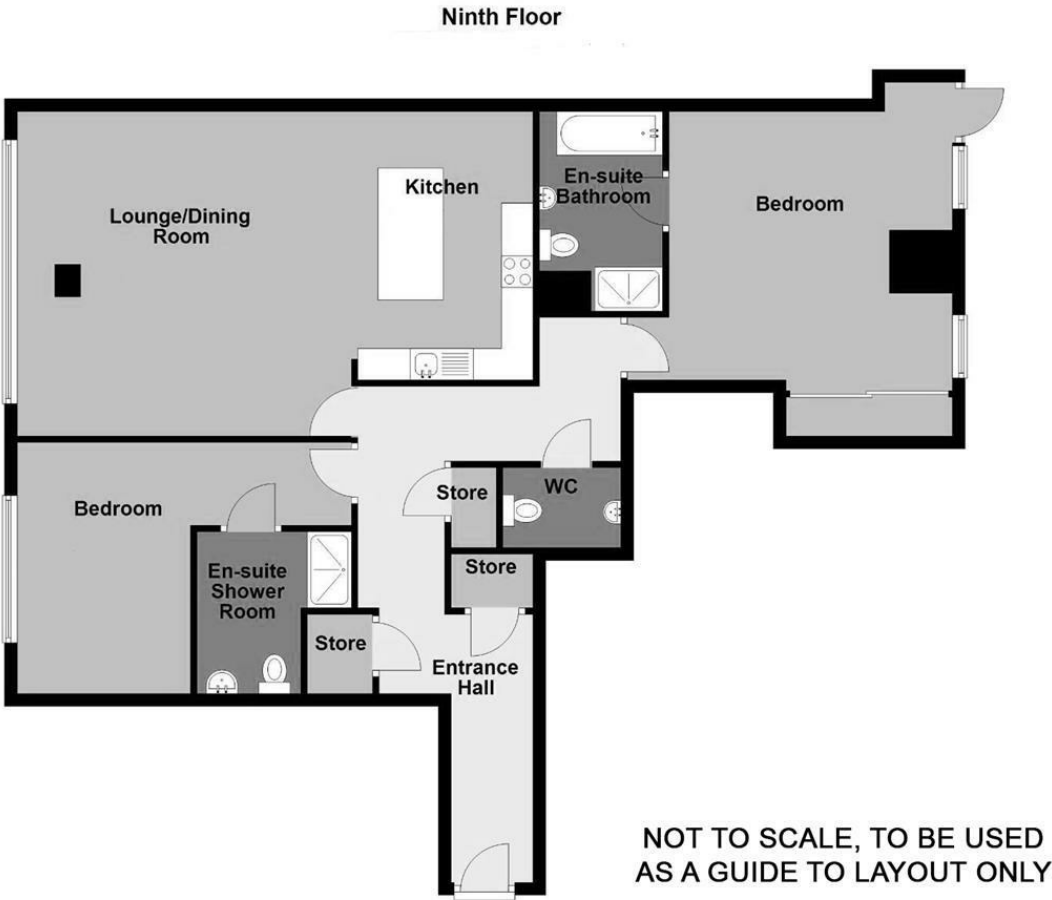 Ninth Floor
Kitchen
Lounge/Dining
Room
En-suite
Bathroom
Bedroom
Bedroom
Store
WC
En-suite
Shower
Room
Store
Store
Entrance
Hall
NOT TO SCALE, TO BE USED
AS A GUIDE TO LAYOUT ONLY